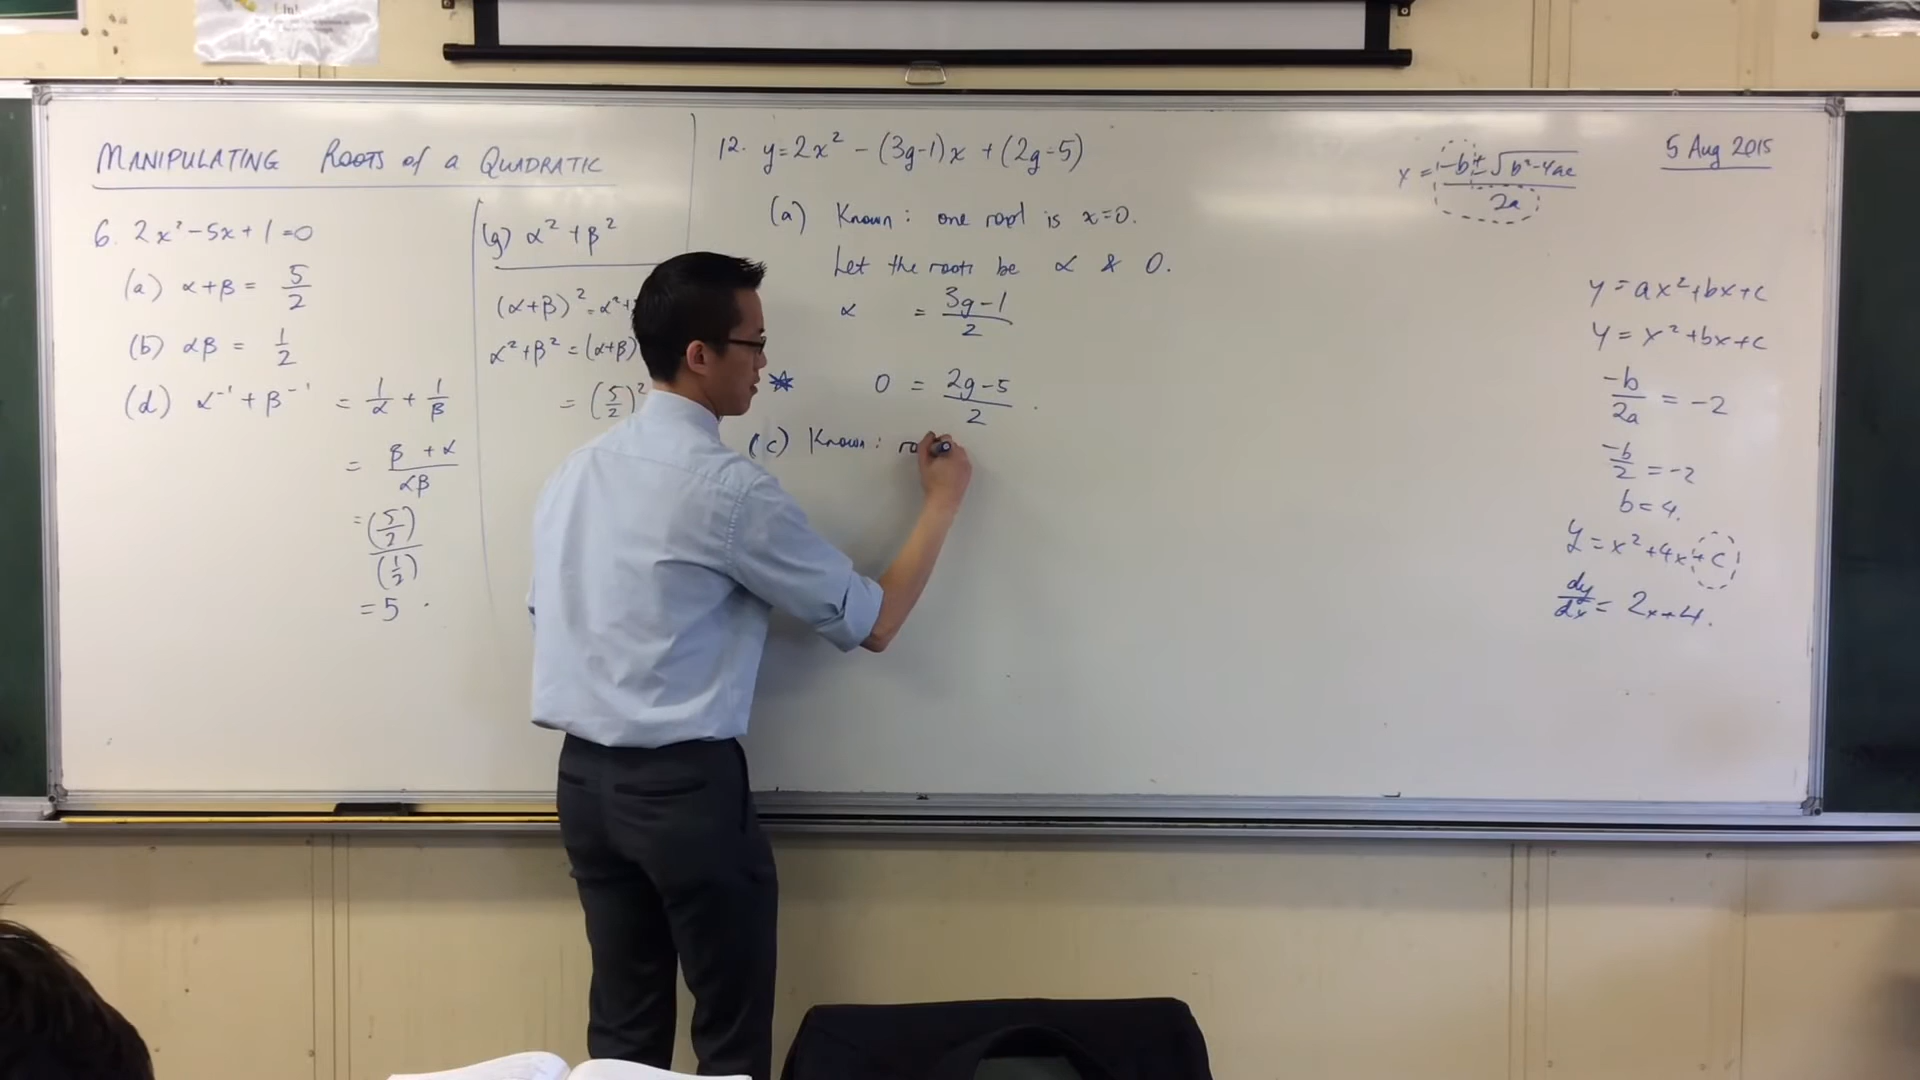 MANIPULATING ROOTS of a QUADRATIC
6. 2x² - 5x + 1 = 0
(a) α+β = 5/2
(b) αβ = 1/2
(d) α⁻¹ + β⁻¹ = 1/α + 1/β
= (β + α)/(αβ)
= (5/2)/(1/2)
= 5.
(g) α² + β²
(α+β)² = α² +
α² + β² = (α+β)
= (5/2)²
12. y = 2x² - (3g-1)x + (2g-5)
(a) Known: one root is x=0.
Let the roots be α & 0.
α = (3g-1)/2
0 = (2g-5)/2.
(c) Known:
x = (-b ± √(b²-4ac))/2a
5 Aug 2015
y = ax² + bx + c
y = x² + bx + c
-b/2a = -2
-b/2 = -2
b = 4.
y = x² + 4x + c
dy/dx = 2x+4.